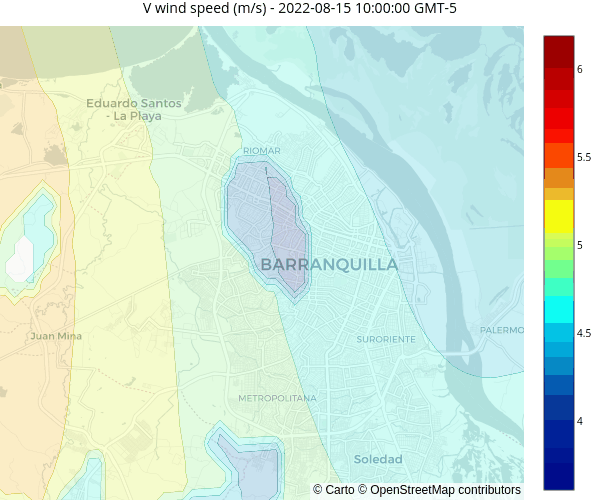 V wind speed (m/s) - 2022-08-15 10:00:00 GMT-5
6
Eduardo Santos
- La Playa
RIOMAR
5.5
5
BARRANQUILLA
Juan Mina
SURORIENTE
PALERMO
4.5
METROPOLITANA
4
Soledad
© Carto © OpenStreetMap contributors